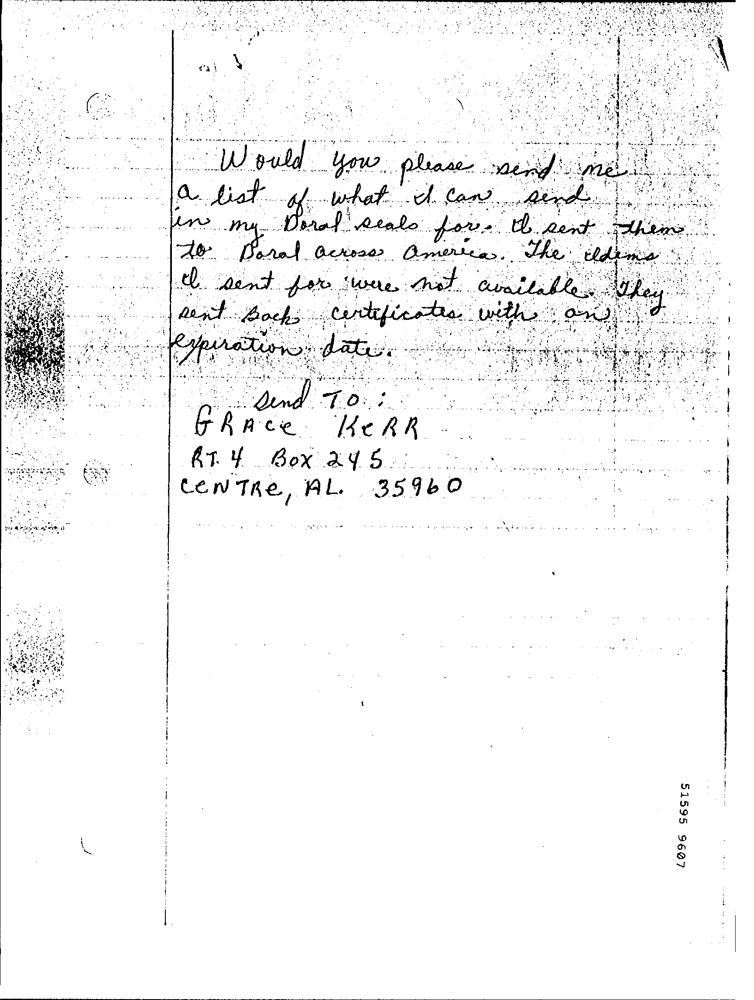 Would you please send me
a list of what I can send
in my Doral seals for. I sent them
to Doral across America. The idems
I sent for were not available. They
sent Back certificates with an
expiration date.
Send To:
GRACE KERR
RT. 4 Box 245
CENTRE, AL. 35960
51595 9607